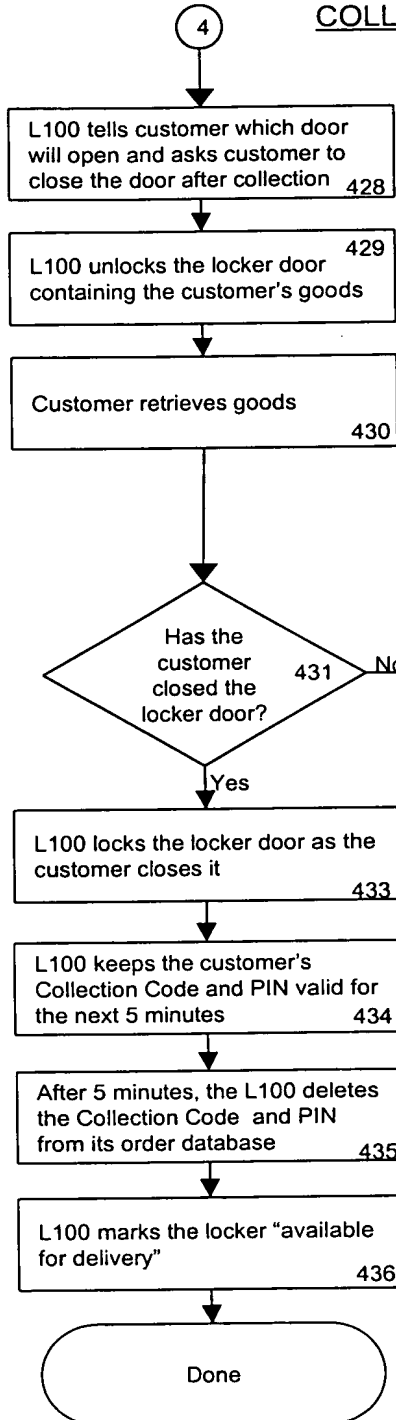 4
COLL
L100 tells customer which door
will open and asks customer to
close the door after collection
428
429
L100 unlocks the locker door
containing the customer's goods
Customer retrieves goods
430
Has the
customer
closed the
locker door?
431
No
Yes
L100 locks the locker door as the
customer closes it
433
L100 keeps the customer's
Collection Code and PIN valid for
the next 5 minutes
434
After 5 minutes, the L100 deletes
the Collection Code and PIN
from its order database
435
L100 marks the locker “available
for delivery”
436
Done